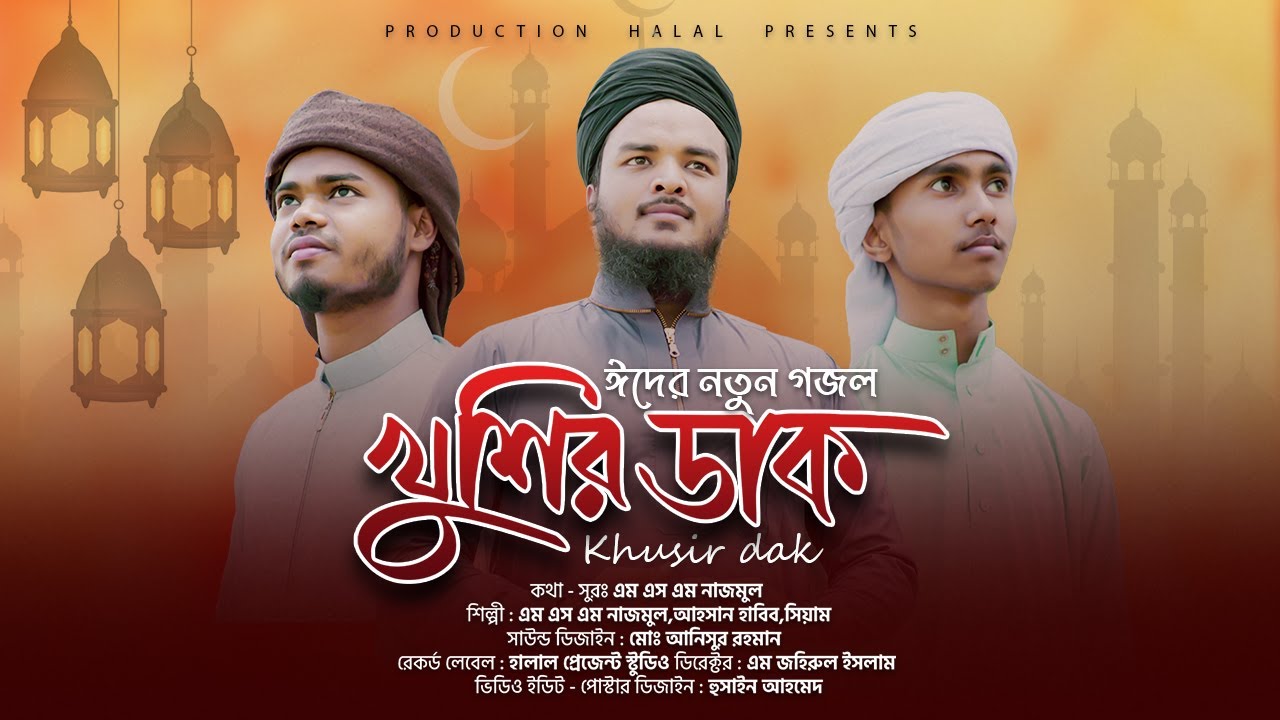 PRODUCTION HALAL PRESENTS
ঈদের নতুন গজল
খুশির ডাক
Khusir dak
কথা - সুরঃ এম এস এম নাজমুল
শিল্পী : এম এস এম নাজমুল,আহসান হাবিব,সিয়াম
সাউন্ড ডিজাইন : মোঃ আনিসুর রহমান
রেকর্ড লেবেল : হালাল প্রেজেন্ট স্টুডিও ডিরেক্টর : এম জহিরুল ইসলাম
ভিডিও ইডিট - পোস্টার ডিজাইন : হুসাইন আহমেদ